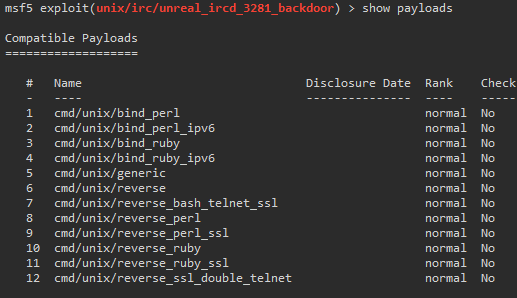 msf5 exploit(unix/irc/unreal_ircd_3281_backdoor) > show payloads
Compatible Payloads
===================
#   Name                                 Disclosure Date  Rank    Check
-   ----                                 ---------------  ----    -----
1   cmd/unix/bind_perl                                    normal  No
2   cmd/unix/bind_perl_ipv6                               normal  No
3   cmd/unix/bind_ruby                                    normal  No
4   cmd/unix/bind_ruby_ipv6                               normal  No
5   cmd/unix/generic                                      normal  No
6   cmd/unix/reverse                                      normal  No
7   cmd/unix/reverse_bash_telnet_ssl                      normal  No
8   cmd/unix/reverse_perl                                 normal  No
9   cmd/unix/reverse_perl_ssl                             normal  No
10  cmd/unix/reverse_ruby                                 normal  No
11  cmd/unix/reverse_ruby_ssl                             normal  No
12  cmd/unix/reverse_ssl_double_telnet                    normal  No